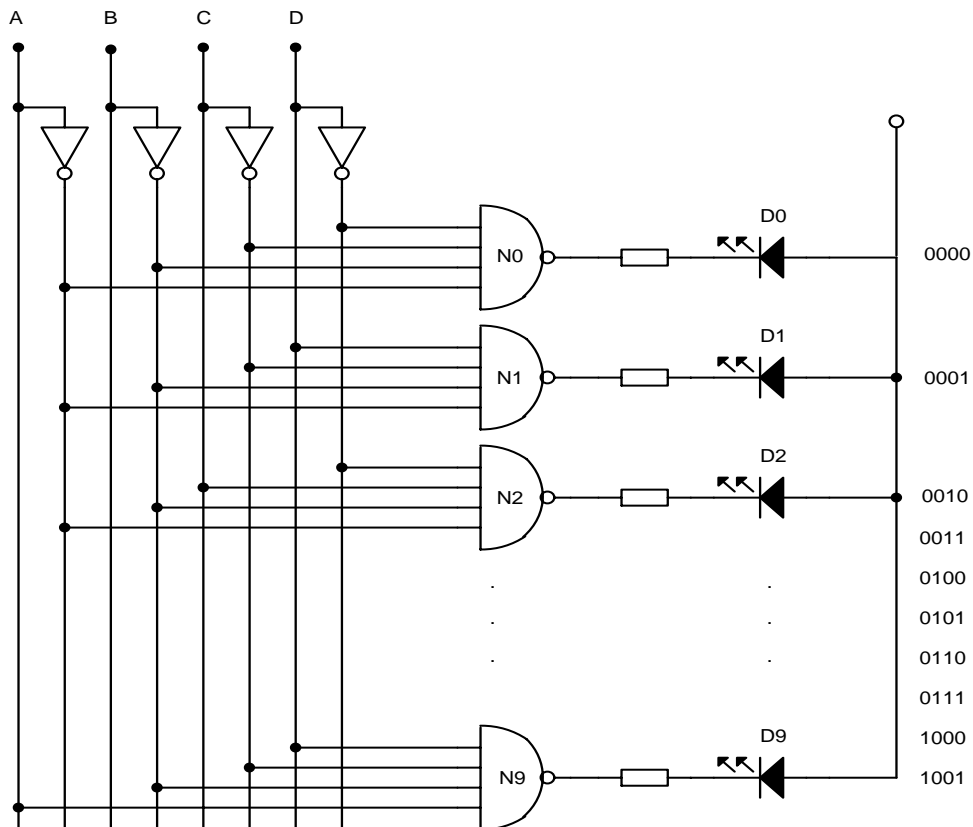 A B C D
D0
N0
0000
D1
N1
0001
D2
N2
0010
0011
. . 0100
. . 0101
. . 0110
0111
D9
1000
N9
1001